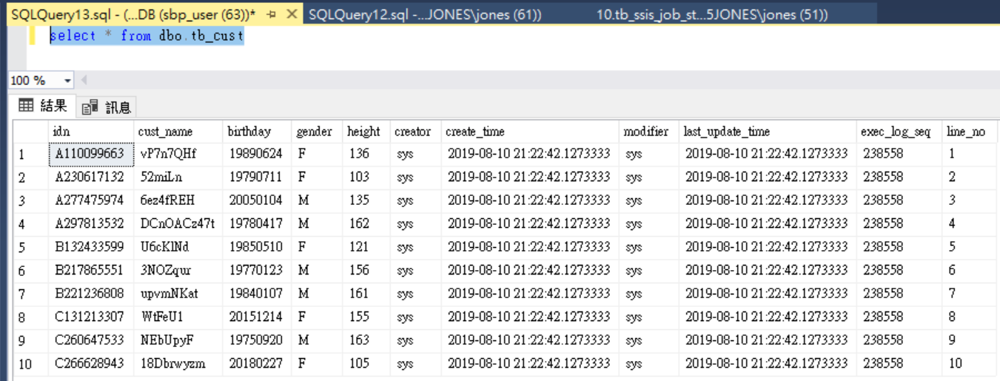 SQLQuery13.sql - (...DB (sbp_user (63))* SQLQuery12.sql -...JONES\jones (61)) 10.tb_ssis_job_st...5JONES\jones (51))
select * from dbo.tb_cust
100 %
結果 訊息
idn cust_name birthday gender height creator create_time modifier last_update_time exec_log_seq line_no
1 A110099663 vP7n7QHf 19890624 F 136 sys 2019-08-10 21:22:42.1273333 sys 2019-08-10 21:22:42.1273333 238558 1
2 A230617132 52miLn 19790711 F 103 sys 2019-08-10 21:22:42.1273333 sys 2019-08-10 21:22:42.1273333 238558 2
3 A277475974 6ez4fREH 20050104 M 135 sys 2019-08-10 21:22:42.1273333 sys 2019-08-10 21:22:42.1273333 238558 3
4 A297813532 DCnOACz47t 19780417 M 162 sys 2019-08-10 21:22:42.1273333 sys 2019-08-10 21:22:42.1273333 238558 4
5 B132433599 U6cKlNd 19850510 F 121 sys 2019-08-10 21:22:42.1273333 sys 2019-08-10 21:22:42.1273333 238558 5
6 B217865551 3NOZqur 19770123 M 156 sys 2019-08-10 21:22:42.1273333 sys 2019-08-10 21:22:42.1273333 238558 6
7 B221236808 upvmNKat 19840107 M 161 sys 2019-08-10 21:22:42.1273333 sys 2019-08-10 21:22:42.1273333 238558 7
8 C131213307 WtFeU1 20151214 F 155 sys 2019-08-10 21:22:42.1273333 sys 2019-08-10 21:22:42.1273333 238558 8
9 C260647533 NEbUpyF 19750920 M 163 sys 2019-08-10 21:22:42.1273333 sys 2019-08-10 21:22:42.1273333 238558 9
10 C266628943 18Dbrwyzm 20180227 F 105 sys 2019-08-10 21:22:42.1273333 sys 2019-08-10 21:22:42.1273333 238558 10